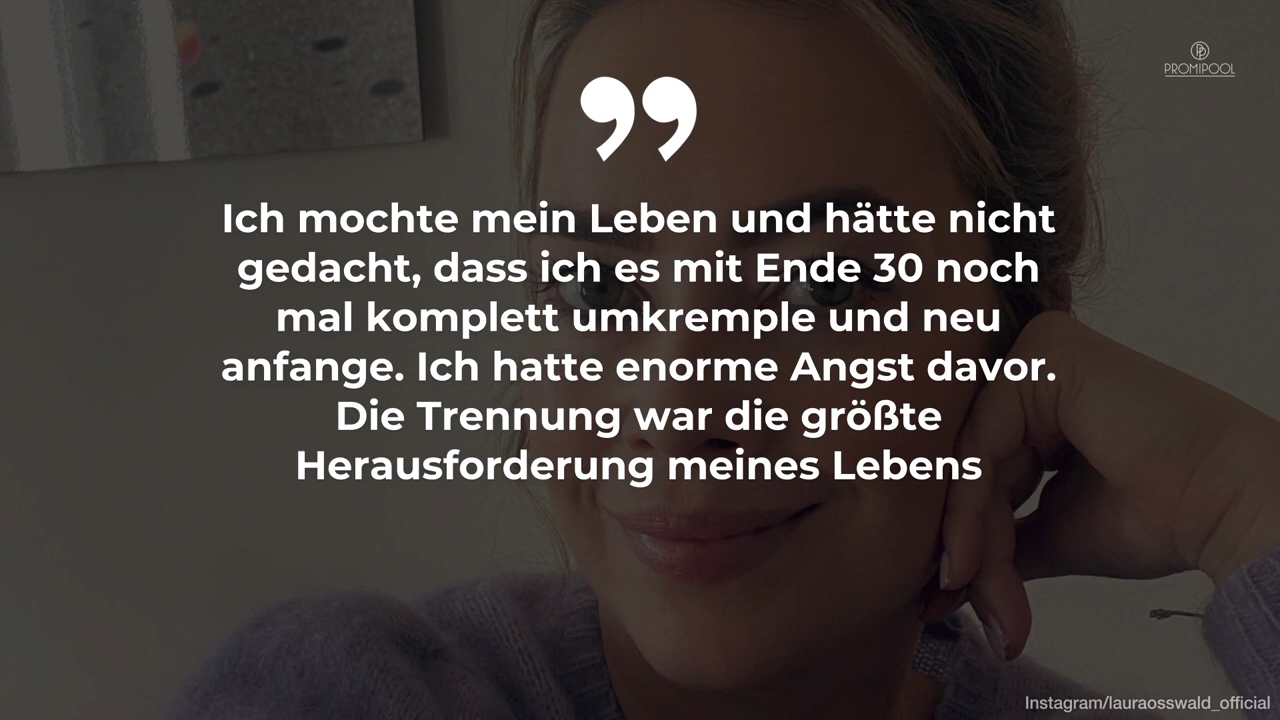 PROMIPOOL
”
Ich mochte mein Leben und hätte nicht
gedacht, dass ich es mit Ende 30 noch
mal komplett umkremple und neu
anfange. Ich hatte enorme Angst davor.
Die Trennung war die größte
Herausforderung meines Lebens
Instagram/lauraosswald_official